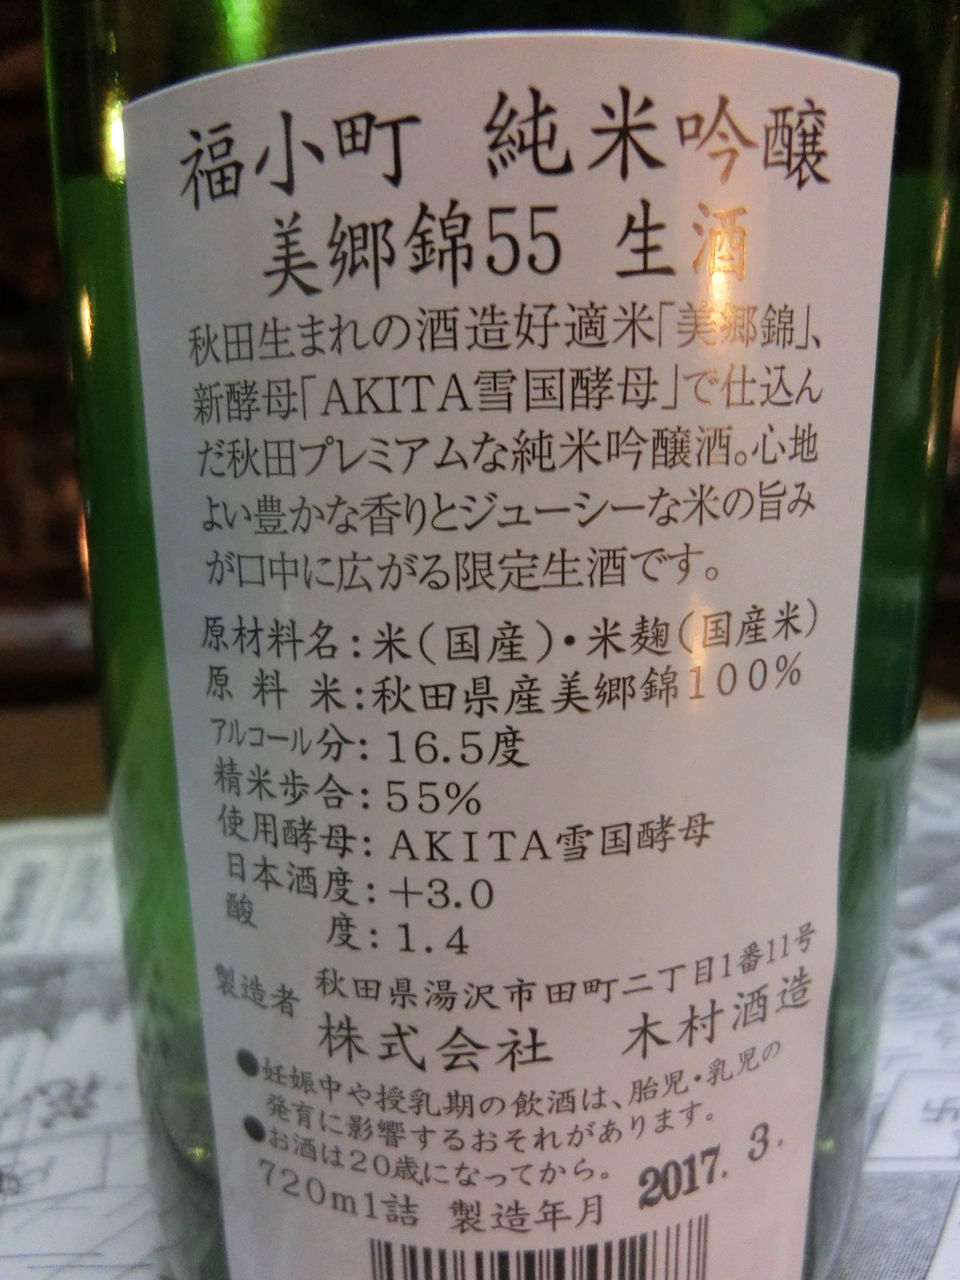 福小町 純米吟醸
美郷錦55 生酒
秋田生まれの酒造好適米「美郷錦」、
新酵母「AKITA雪国酵母」で仕込ん
だ秋田プレミアムな純米吟醸酒。心地
よい豊かな香りとジューシーな米の旨み
が口中に広がる限定生酒です。
原材料名：米（国産）・米麹（国産米）
原料米：秋田県産美郷錦100%
アルコール分：16.5度
精米歩合：55%
使用酵母：AKITA雪国酵母
日本酒度：+3.0
酸度：1.4
製造者 秋田県湯沢市田町二丁目1番11号
株式会社 木村酒造
●妊娠中や授乳期の飲酒は、胎児・乳児の
発育に影響するおそれがあります。
●お酒は20歳になってから。
720ml詰 製造年月 2017. 3.